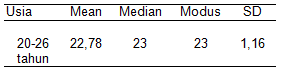 Usia Mean Median Modus SD
20-26 22,78 23 23 1,16
tahun